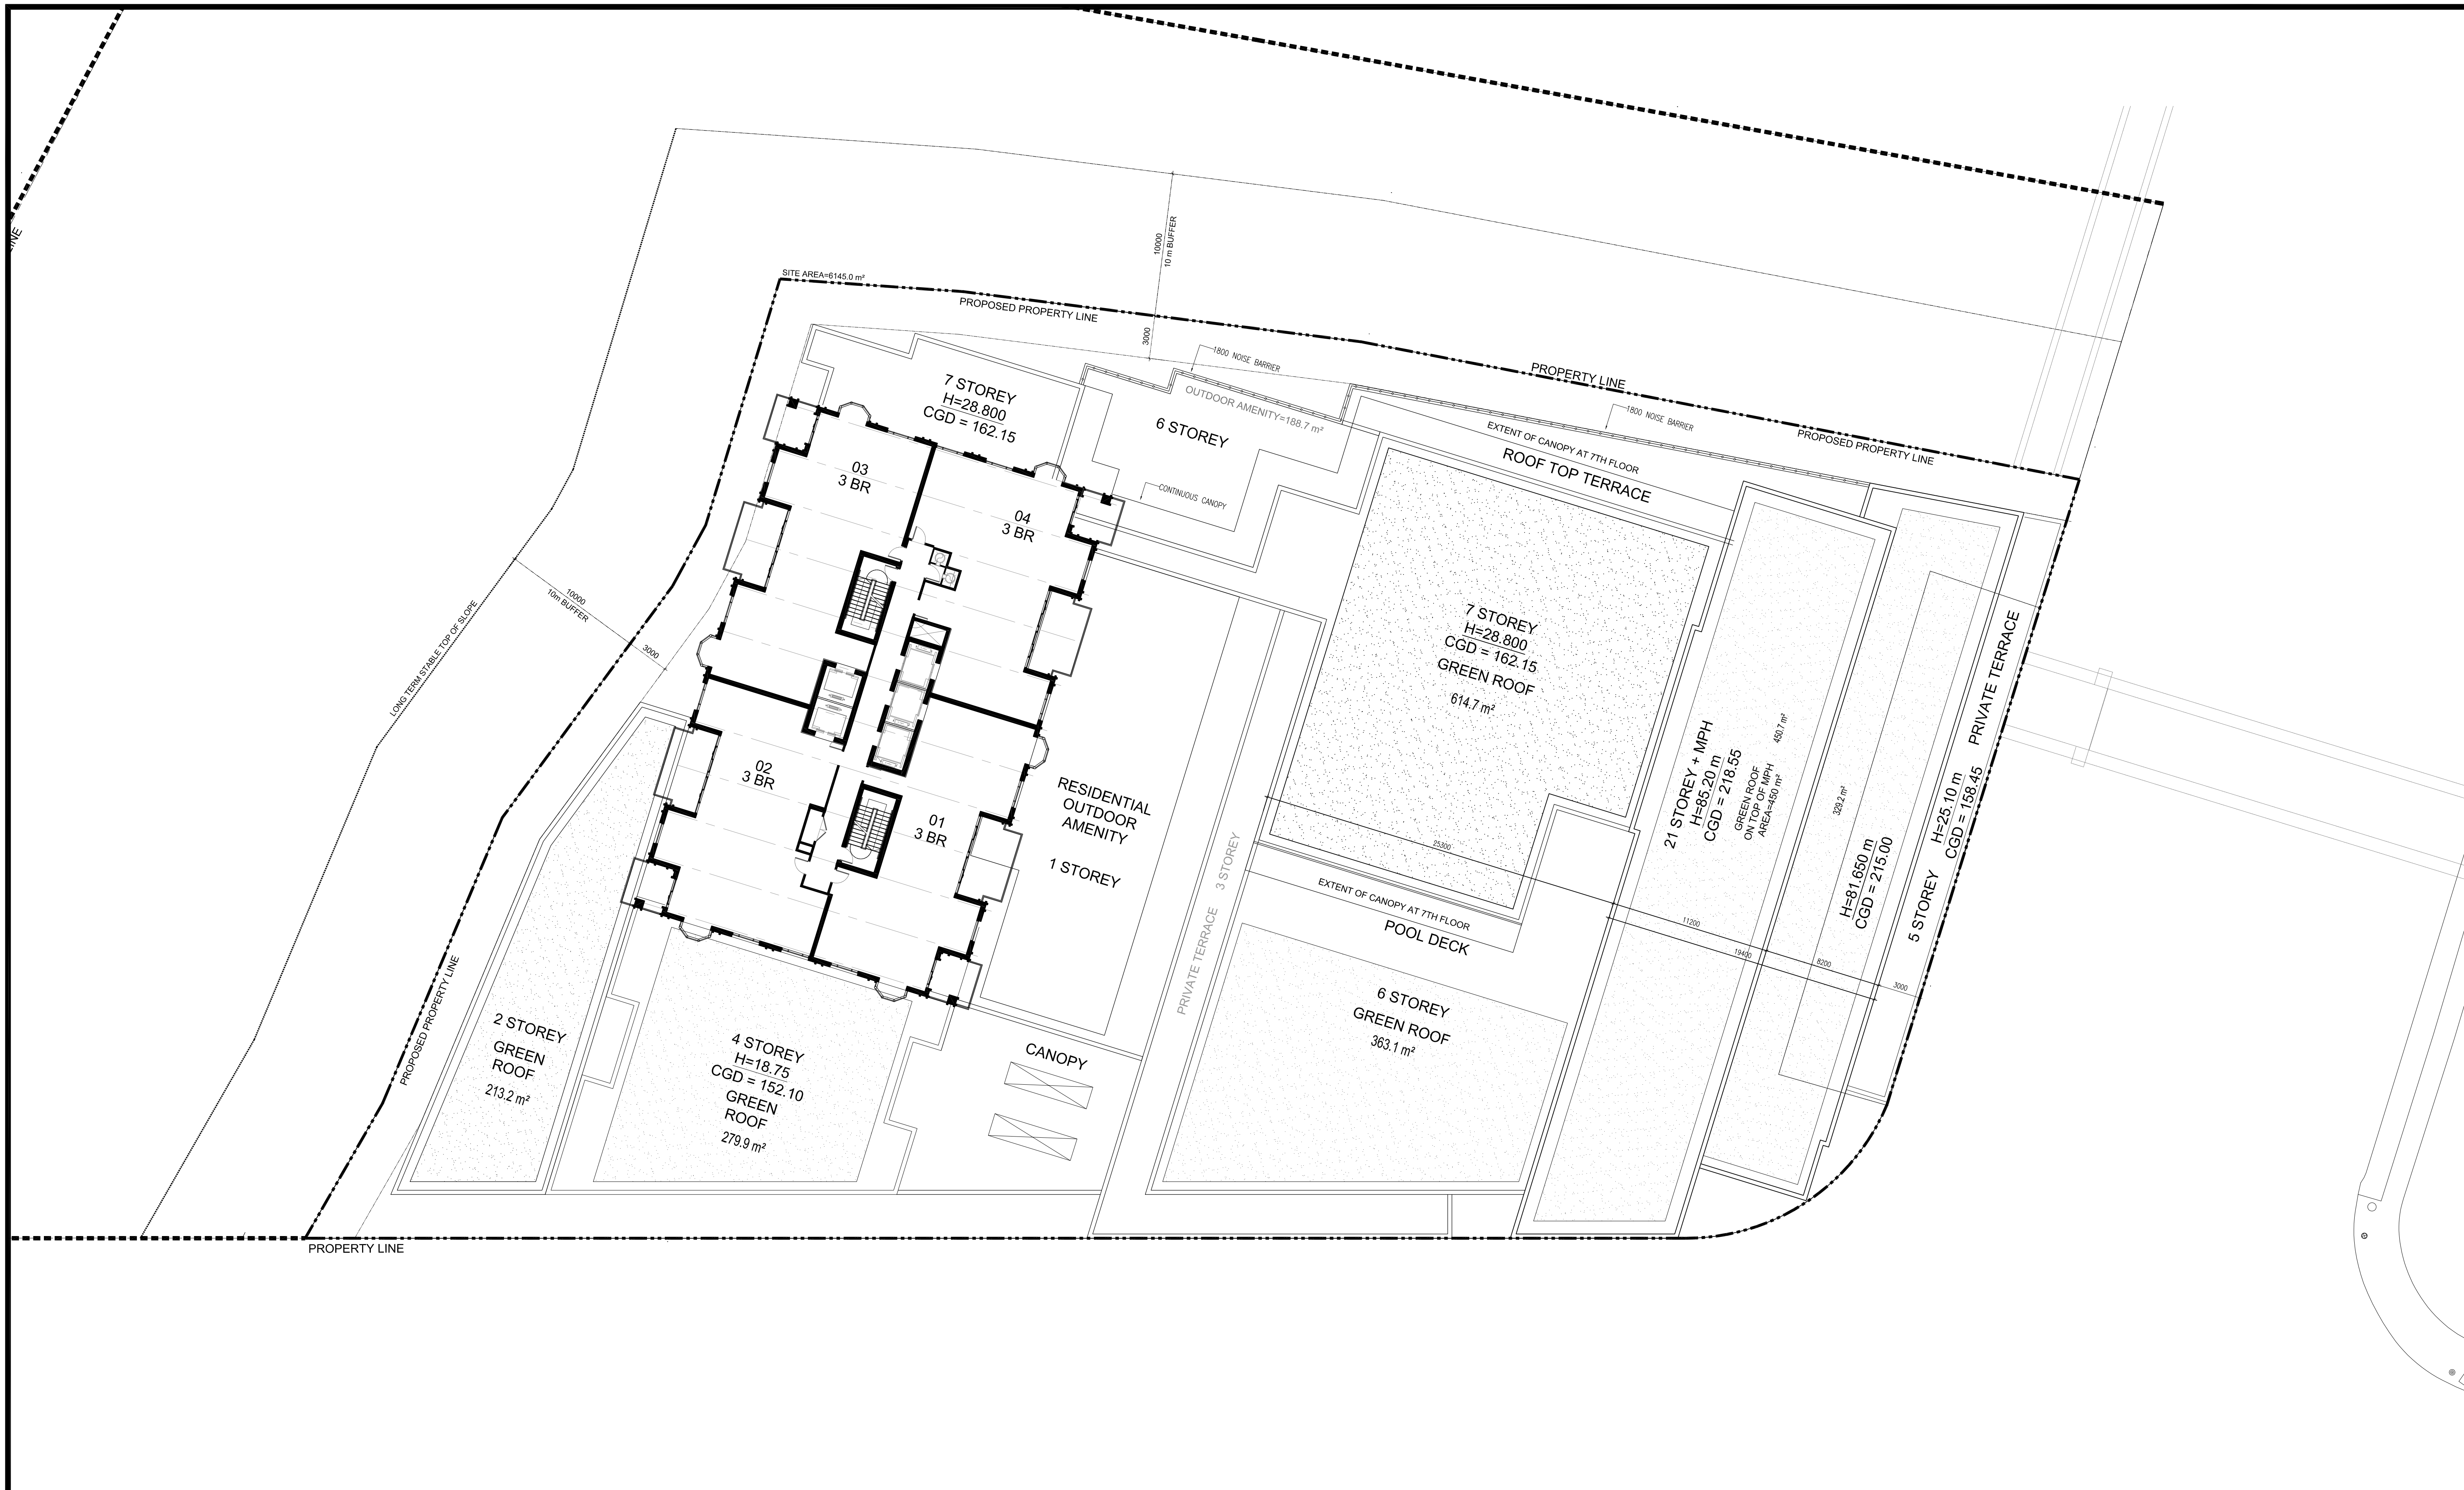 LINE
SITE AREA=6145.0 m²
PROPOSED PROPERTY LINE
10000
10 m BUFFER
3000
1800 NOISE BARRIER
OUTDOOR AMENITY=188.7 m²
PROPERTY LINE
1800 NOISE BARRIER
PROPOSED PROPERTY LINE
7 STOREY
H=28.800
CGD = 162.15
6 STOREY
CONTINUOUS CANOPY
EXTENT OF CANOPY AT 7TH FLOOR
ROOF TOP TERRACE
03
3 BR
04
3 BR
LONG TERM STABLE TOP OF SLOPE
10000
10m BUFFER
3000
7 STOREY
H=28.800
CGD = 162.15
GREEN ROOF
614.7 m²
PRIVATE TERRACE
02
3 BR
01
3 BR
RESIDENTIAL
OUTDOOR
AMENITY
1 STOREY
PRIVATE TERRACE 3 STOREY
25300
21 STOREY + MPH
H=85.20 m
CGD = 218.55
GREEN ROOF
ON TOP OF MPH
AREA=450 m²
450.7 m²
329.2 m²
H=81.650 m
CGD = 215.00
5 STOREY
H=25.10 m
CGD = 158.45
EXTENT OF CANOPY AT 7TH FLOOR
POOL DECK
11200
19400
8200
3000
6 STOREY
GREEN ROOF
363.1 m²
PROPOSED PROPERTY LINE
2 STOREY
GREEN
ROOF
213.2 m²
4 STOREY
H=18.75
CGD = 152.10
GREEN
ROOF
279.9 m²
CANOPY
PROPERTY LINE